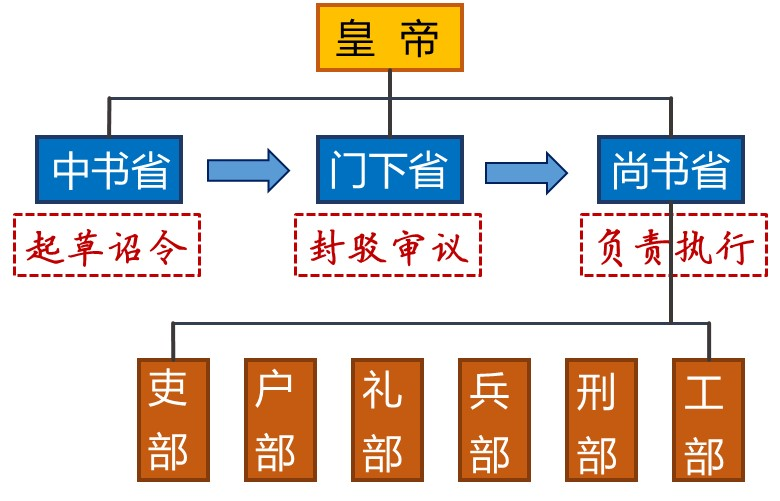 皇 帝
中书省
门下省
尚书省
起草诏令
封驳审议
负责执行
吏部
户部
礼部
兵部
刑部
工部